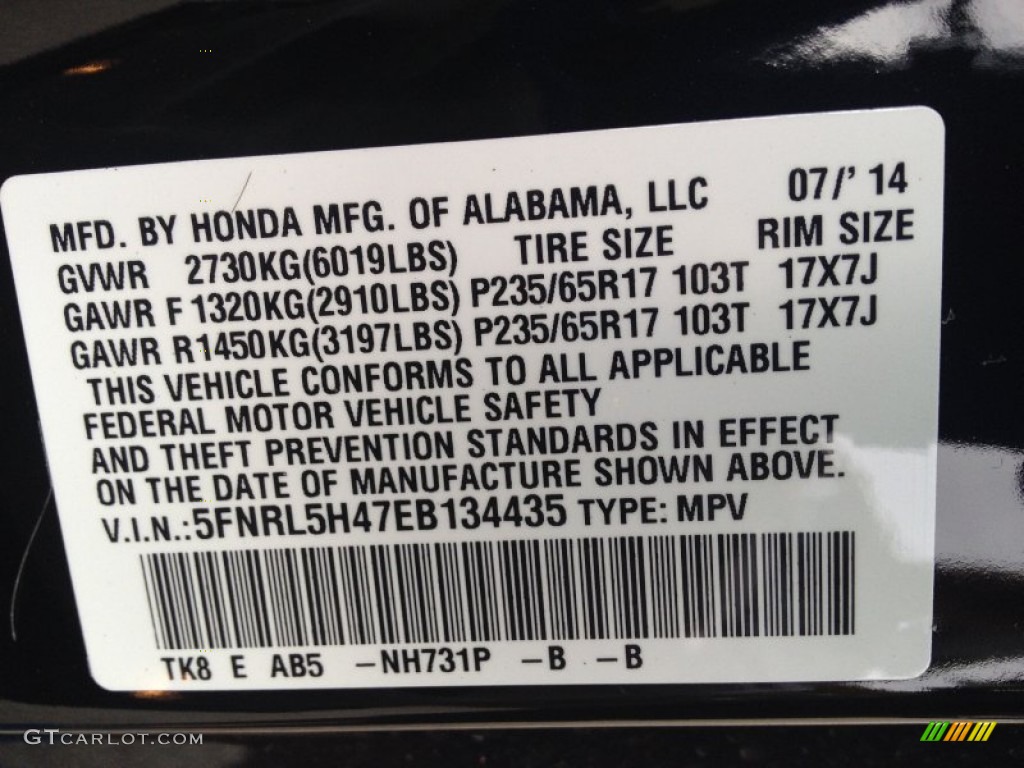 MFD. BY HONDA MFG. OF ALABAMA, LLC 07/' 14
GVWR 2730KG(6019LBS) TIRE SIZE RIM SIZE
GAWR F 1320KG(2910LBS) P235/65R17 103T 17X7J
GAWR R1450KG(3197LBS) P235/65R17 103T 17X7J
THIS VEHICLE CONFORMS TO ALL APPLICABLE
FEDERAL MOTOR VEHICLE SAFETY
AND THEFT PREVENTION STANDARDS IN EFFECT
ON THE DATE OF MANUFACTURE SHOWN ABOVE.
V.I.N.:5FNRL5H47EB134435 TYPE: MPV
TK8 E AB5 -NH731P -B -B
GTCARLOT.COM